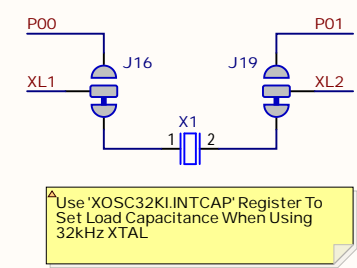 P00
P01
J16
J19
XL1
XL2
X1
1
2
Use 'XOSC32KI.INTCAP' Register To
Set Load Capacitance When Using
32kHz XTAL